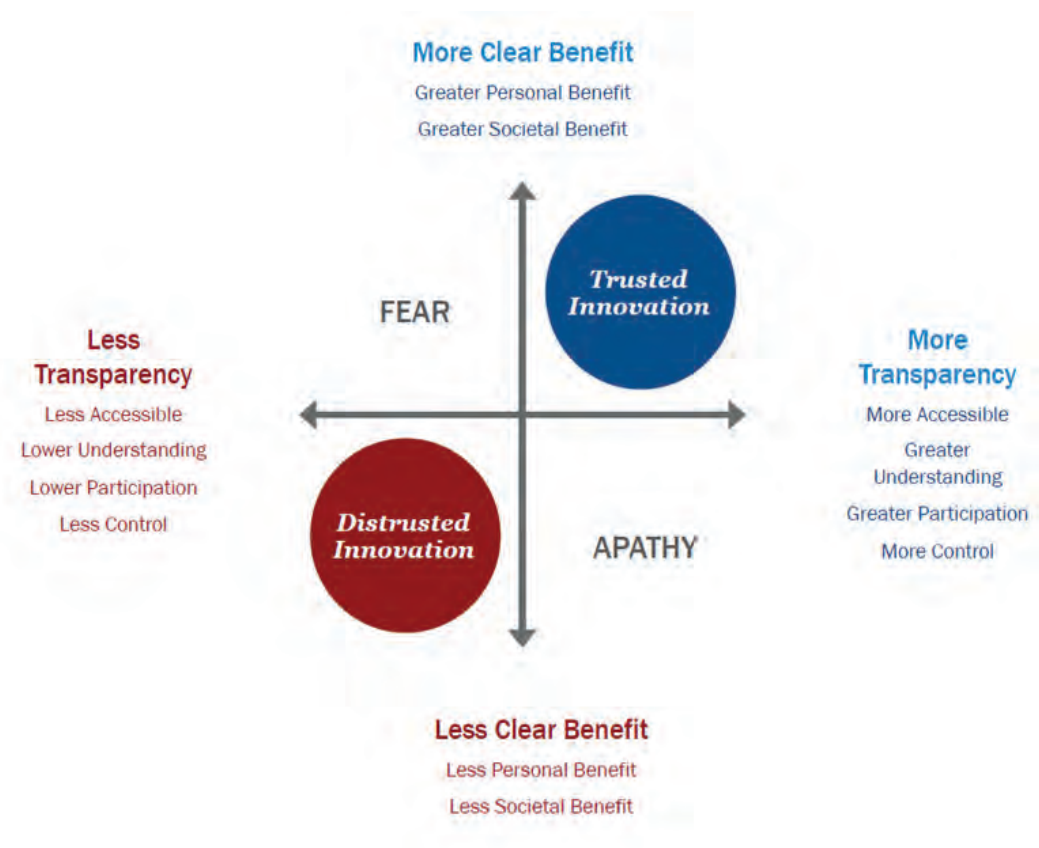 More Clear Benefit
Greater Personal Benefit
Greater Societal Benefit
Trusted
Innovation
FEAR
Less
Transparency
Less Accessible
Lower Understanding
Lower Participation
Less Control
More
Transparency
More Accessible
Greater
Understanding
Greater Participation
More Control
Distrusted
Innovation
APATHY
Less Clear Benefit
Less Personal Benefit
Less Societal Benefit